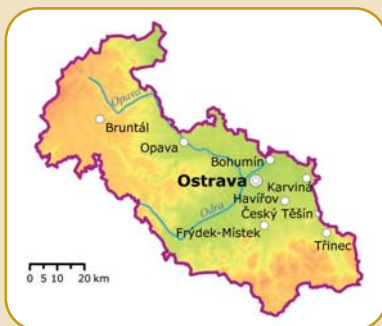 Opava
Bruntál
Opava
Bohumín
Ostrava
Karviná
Havířov
Český Těšín
Odra
Frýdek-Místek
Třinec
0 5 10 20 km